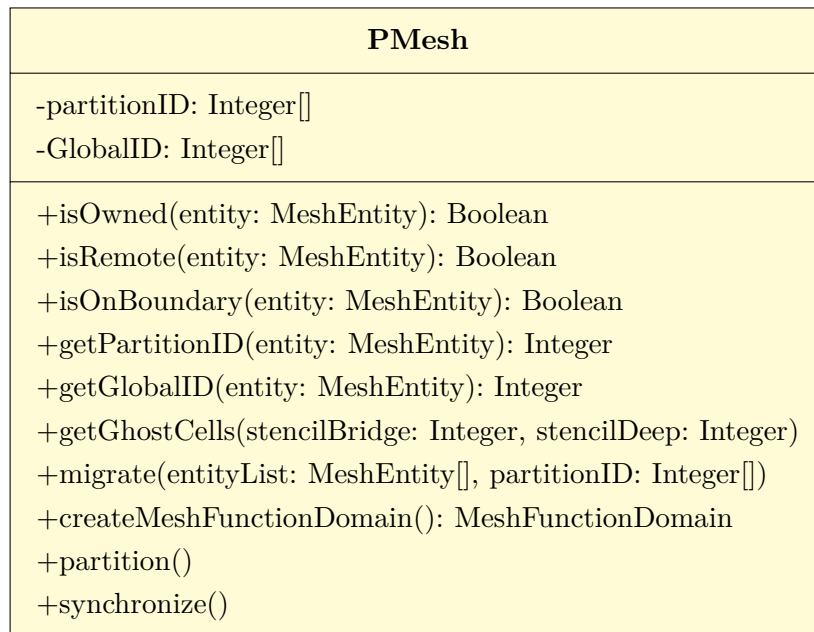 PMesh
-partitionID: Integer[]
-GlobalID: Integer[]
+isOwned(entity: MeshEntity): Boolean
+isRemote(entity: MeshEntity): Boolean
+isOnBoundary(entity: MeshEntity): Boolean
+getPartitionID(entity: MeshEntity): Integer
+getGlobalID(entity: MeshEntity): Integer
+getGhostCells(stencilBridge: Integer, stencilDeep: Integer)
+migrate(entityList: MeshEntity[], partitionID: Integer[])
+createMeshFunctionDomain(): MeshFunctionDomain
+partition()
+synchronize()